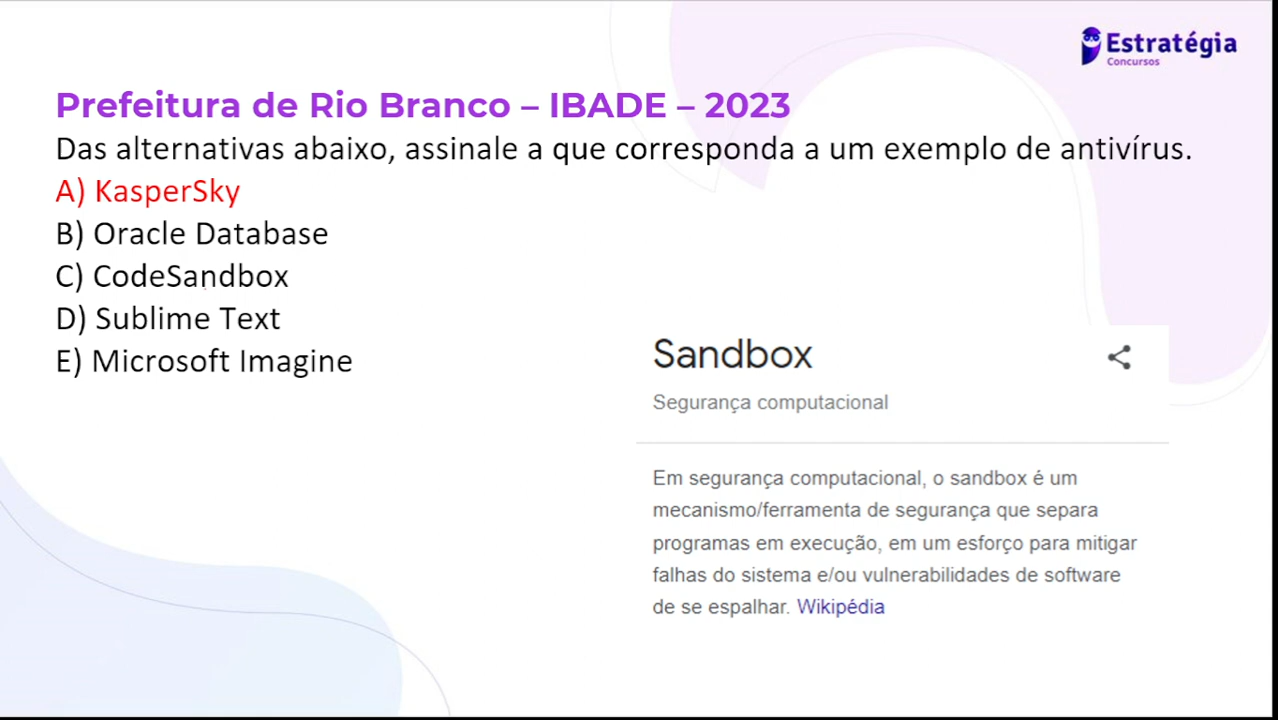 Estratégia
Concursos
Prefeitura de Rio Branco – IBADE – 2023
Das alternativas abaixo, assinale a que corresponda a um exemplo de antivírus.
A) KasperSky
B) Oracle Database
C) CodeSandbox
D) Sublime Text
E) Microsoft Imagine
Sandbox
Segurança computacional
Em segurança computacional, o sandbox é um
mecanismo/ferramenta de segurança que separa
programas em execução, em um esforço para mitigar
falhas do sistema e/ou vulnerabilidades de software
de se espalhar. Wikipédia